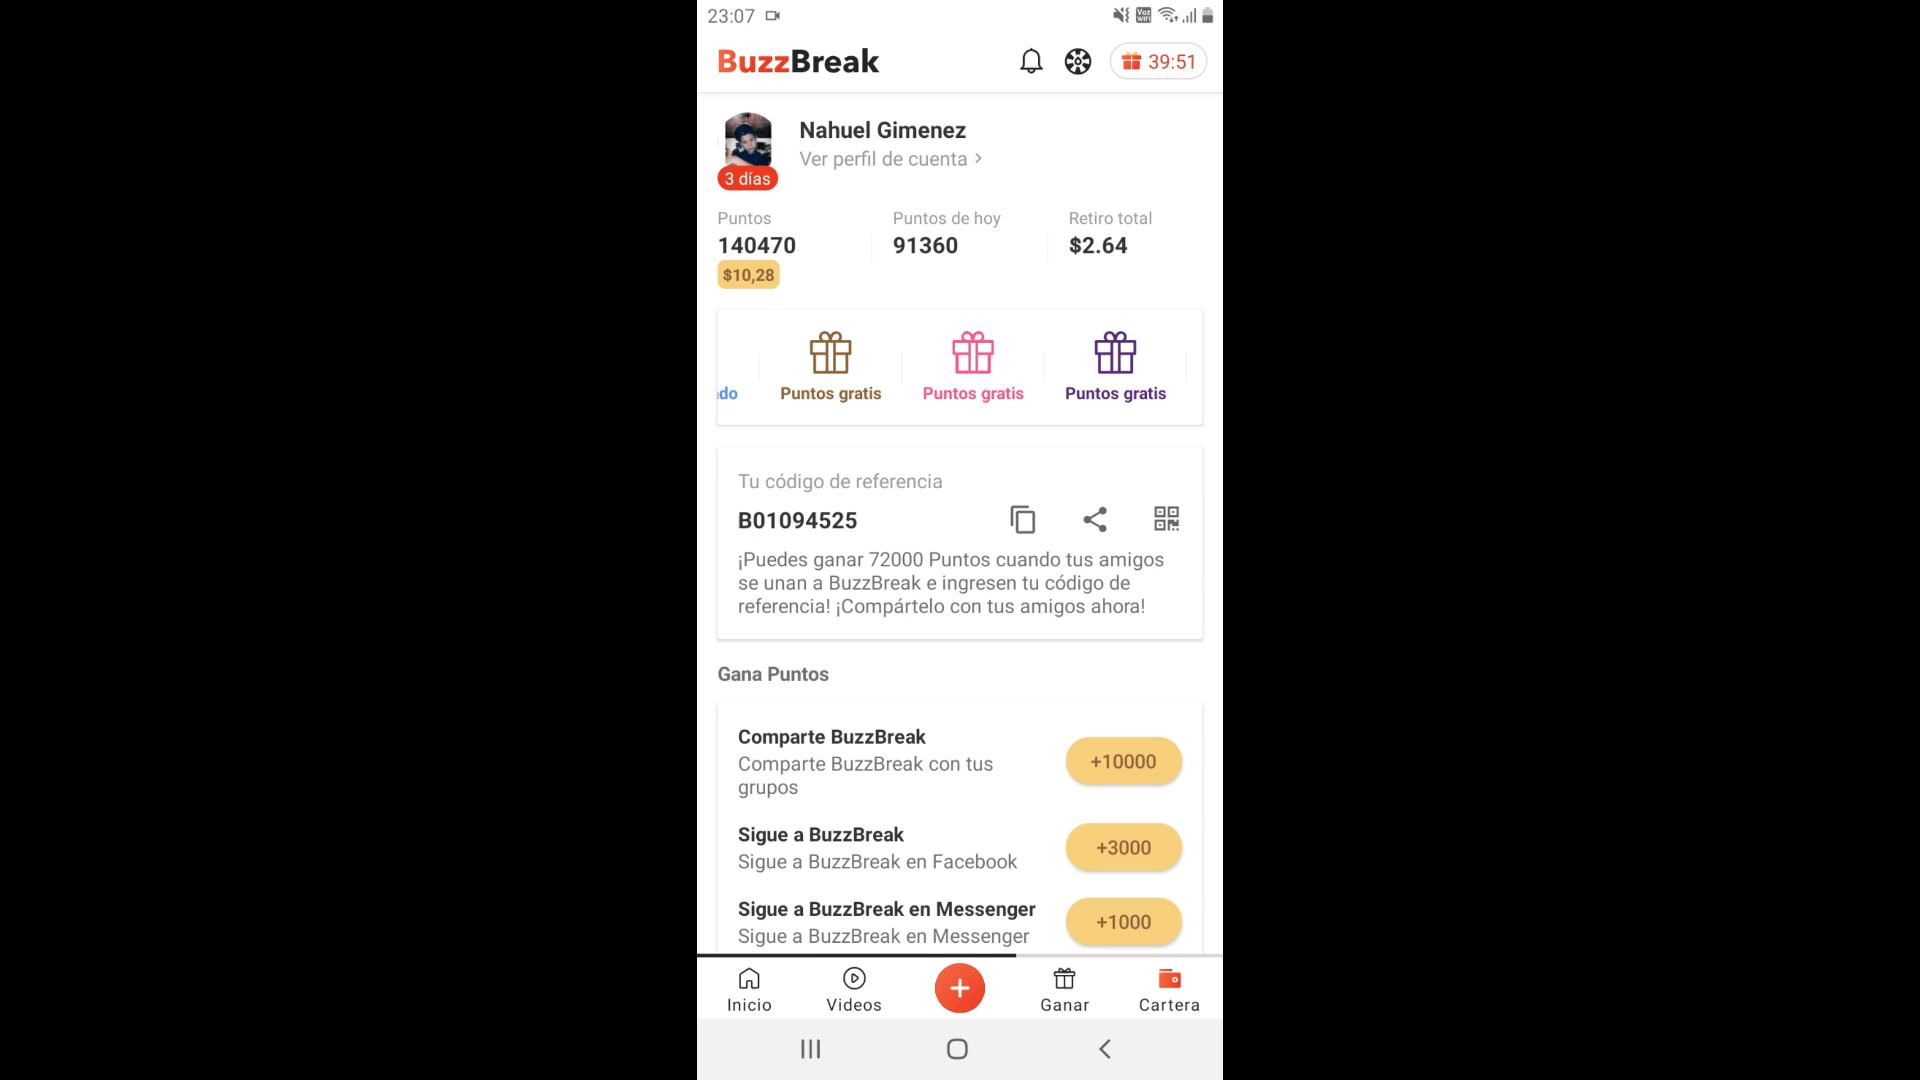 23:07
Voz
WiFi
BuzzBreak
39:51
Nahuel Gimenez
Ver perfil de cuenta
3 días
Puntos
Puntos de hoy
Retiro total
140470
91360
$2.64
$10,28
do
Puntos gratis
Puntos gratis
Puntos gratis
Tu código de referencia
B01094525
¡Puedes ganar 72000 Puntos cuando tus amigos
se unan a BuzzBreak e ingresen tu código de
referencia! ¡Compártelo con tus amigos ahora!
Gana Puntos
Comparte BuzzBreak
Comparte BuzzBreak con tus
grupos
+10000
Sigue a BuzzBreak
Sigue a BuzzBreak en Facebook
+3000
Sigue a BuzzBreak en Messenger
Sigue a BuzzBreak en Messenger
+1000
Inicio
Videos
Ganar
Cartera